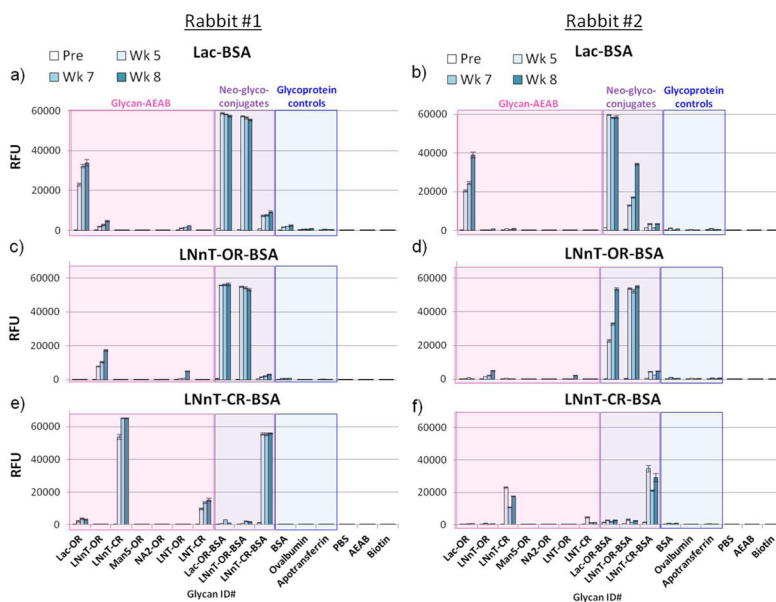 Rabbit #1
Rabbit #2
Pre
Wk 5
Wk 7
Wk 8
Lac-BSA
Pre
Wk 5
Wk 7
Wk 8
Lac-BSA
a)
Glycan-AEAB
Neo-glyco-
conjugates
Glycoprotein
controls
b)
Glycan-AEAB
Neo-glyco-
conjugates
Glycoprotein
controls
RFU
60000
40000
20000
0
60000
40000
20000
0
c)
LNnT-OR-BSA
d)
LNnT-OR-BSA
RFU
60000
40000
20000
0
60000
40000
20000
0
e)
LNnT-CR-BSA
f)
LNnT-CR-BSA
RFU
60000
40000
20000
0
60000
40000
20000
0
Lac-OR
LNnT-OR
LNnT-CR
Man5-OR
NA2-OR
LNT-OR
LNT-CR
Lac-OR-BSA
LNnT-OR-BSA
LNnT-CR-BSA
BSA
Ovalbumin
Apotransferrin
PBS
AEAB
Biotin
Lac-OR
LNnT-OR
LNnT-CR
Man5-OR
NA2-OR
LNT-OR
LNT-CR
Lac-OR-BSA
LNnT-OR-BSA
LNnT-CR-BSA
BSA
Ovalbumin
Apotransferrin
PBS
AEAB
Biotin
Glycan ID#
Glycan ID#